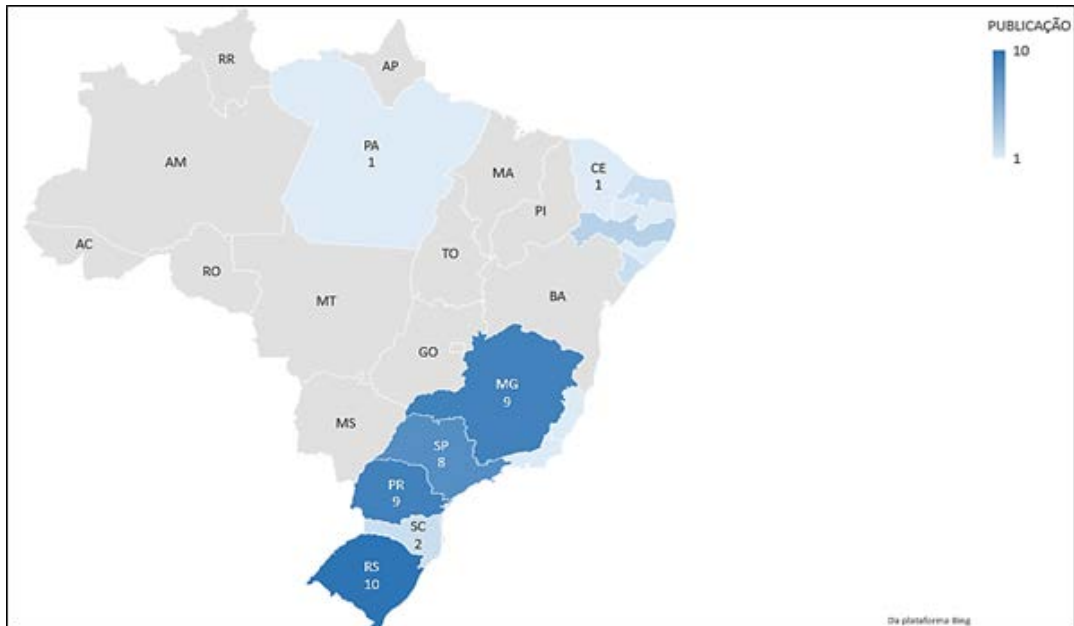 PUBLICAÇÃO
10
1
RR
AP
AM
PA
1
MA
CE
1
PI
AC
TO
RO
MT
BA
GO
MG
9
MS
SP
8
PR
9
SC
2
RS
10
Da plataforma Bing